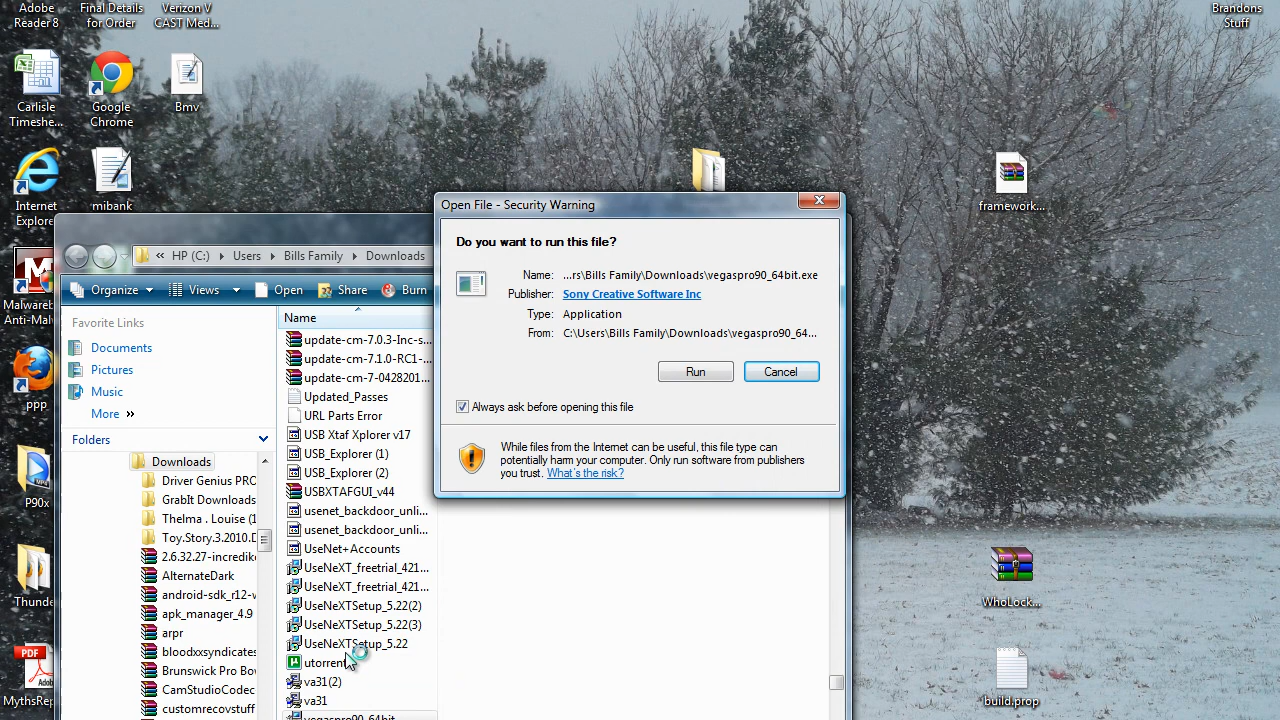 Adobe
Reader 8
Final Details
for Order
Verizon V
CAST Med...
Brandons
Stuff
Carlisle
Timeshe...
Google
Chrome
Bmv
Internet
Explore
mibank
framework...
Malware
Anti-Mal
ppp
P90x
Thunde
MythsRep
WhoLock...
build.prop
« HP (C:) Users Bills Family Downloads
Organize Views Open Share Burn
Favorite Links
Documents
Pictures
Music
More »
Folders
Downloads
Driver Genius PRO
GrabIt Downloads
Thelma . Louise (1
Toy.Story.3.2010.D
2.6.32.27-incredik
AlternateDark
android-sdk_r12-w
apk_manager_4.9
arpr
bloodxxsyndicates
Brunswick Pro Bow
CamStudioCodec
customrecovstuff
Name
update-cm-7.0.3-Inc-s...
update-cm-7.1.0-RC1-...
update-cm-7-0428201...
Updated_Passes
URL Parts Error
USB Xtaf Xplorer v17
USB_Explorer (1)
USB_Explorer (2)
USBXTAFGUI_v44
usenet_backdoor_unli...
usenet_backdoor_unli...
UseNet+Accounts
UseNeXT_freetrial_421...
UseNeXT_freetrial_421...
UseNeXTSetup_5.22(2)
UseNeXTSetup_5.22(3)
UseNeXTSetup_5.22
utorrent
va31(2)
va31
vegaspro90_64bit
Open File - Security Warning
Do you want to run this file?
Name: ...rs\Bills Family\Downloads\vegaspro90_64bit.exe
Publisher: Sony Creative Software Inc
Type: Application
From: C:\Users\Bills Family\Downloads\vegaspro90_64...
Run Cancel
Always ask before opening this file
While files from the Internet can be useful, this file type can
potentially harm your computer. Only run software from publishers
you trust. What's the risk?